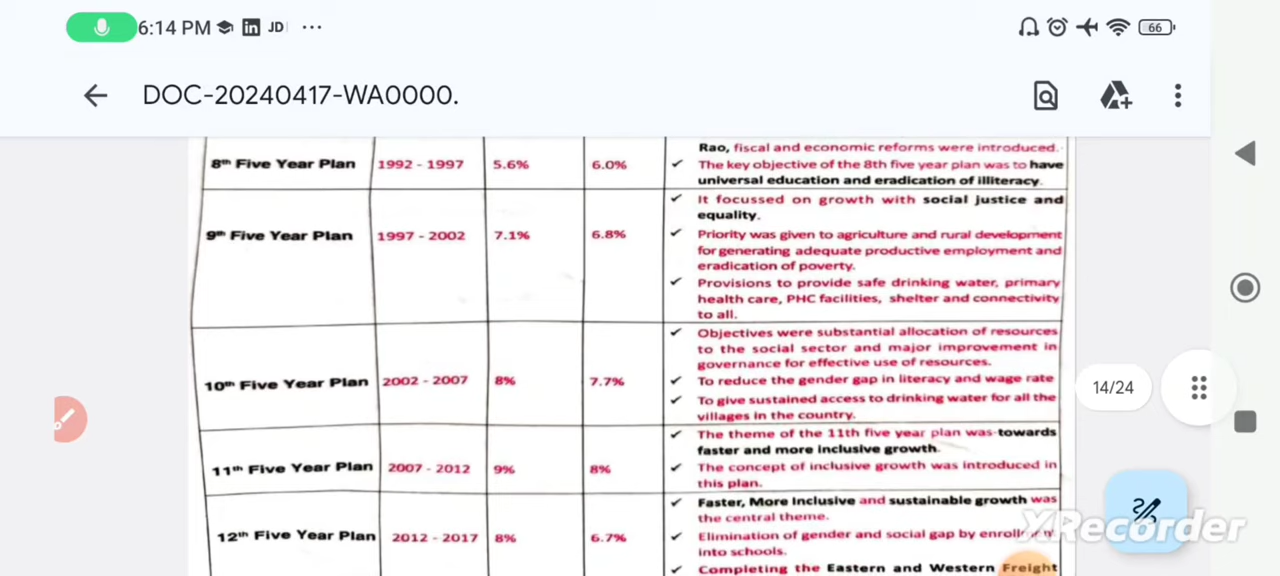 6:14 PM in JD ...
66
DOC-20240417-WA0000.
Rao, fiscal and economic reforms were introduced.
8th Five Year Plan 1992 - 1997 5.6% 6.0% ✓ The key objective of the 8th five year plan was to have
universal education and eradication of illiteracy.
✓ It focussed on growth with social justice and
equality.
9th Five Year Plan 1997 - 2002 7.1% 6.8% ✓ Priority was given to agriculture and rural development
for generating adequate productive employment and
eradication of poverty.
✓ Provisions to provide safe drinking water, primary
health care, PHC facilities, shelter and connectivity
to all.
✓ Objectives were substantial allocation of resources
to the social sector and major improvement in
governance for effective use of resources.
10th Five Year Plan 2002 - 2007 8% 7.7% ✓ To reduce the gender gap in literacy and wage rate
14/24
✓ To give sustained access to drinking water for all the
villages in the country.
✓ The theme of the 11th five year plan was towards
faster and more inclusive growth.
11th Five Year Plan 2007 - 2012 9% 8% ✓ The concept of inclusive growth was introduced in
this plan.
✓ Faster, More Inclusive and sustainable growth was
the central theme.
12th Five Year Plan 2012 - 2017 8% 6.7% ✓ Elimination of gender and social gap by
into schools.
✓ Completing the Eastern and Western Freight
XRecorder